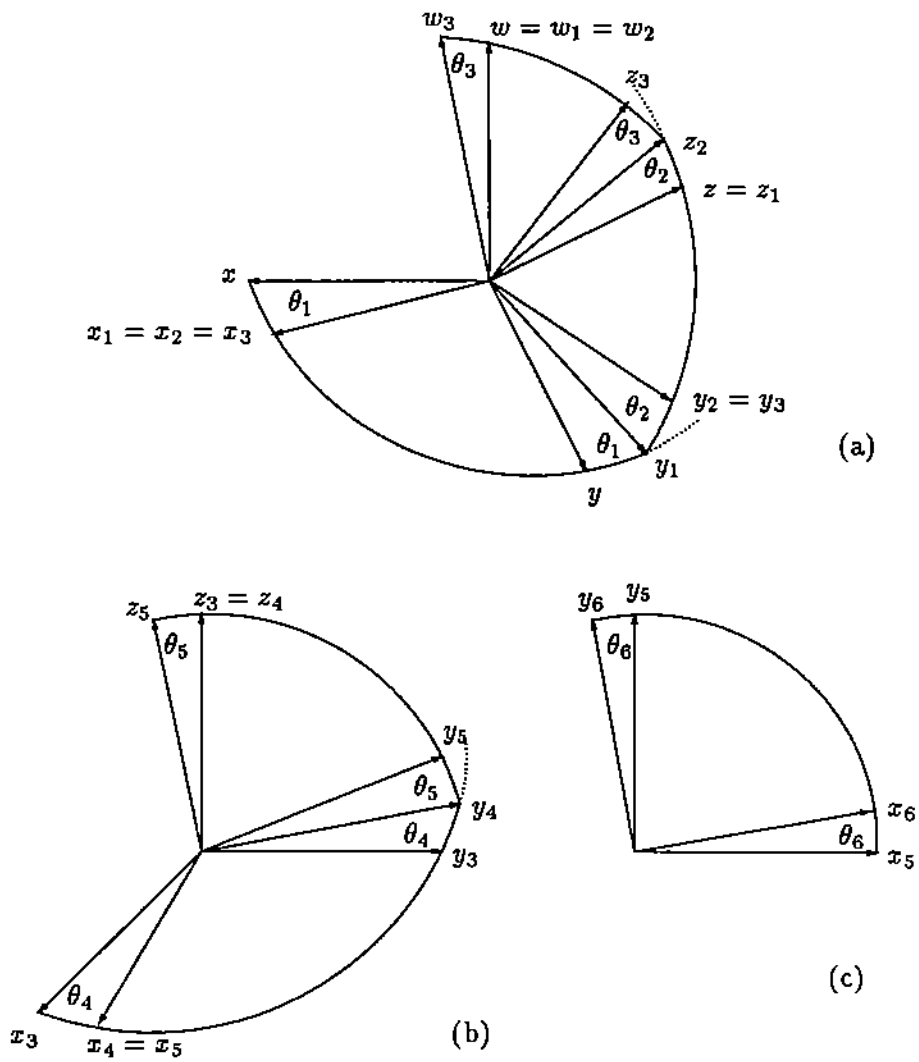 w₃ w = w₁ = w₂
θ₃
z₃
θ₃
z₂
θ₂
z = z₁
x
θ₁
x₁ = x₂ = x₃
θ₂
y₂ = y₃
θ₁
y₁
y
(a)
z₅ z₃ = z₄
θ₅
y₅
θ₅
y₄
θ₄
y₃
θ₄
x₃
x₄ = x₅
(b)
y₆ y₅
θ₆
x₆
θ₆
x₅
(c)